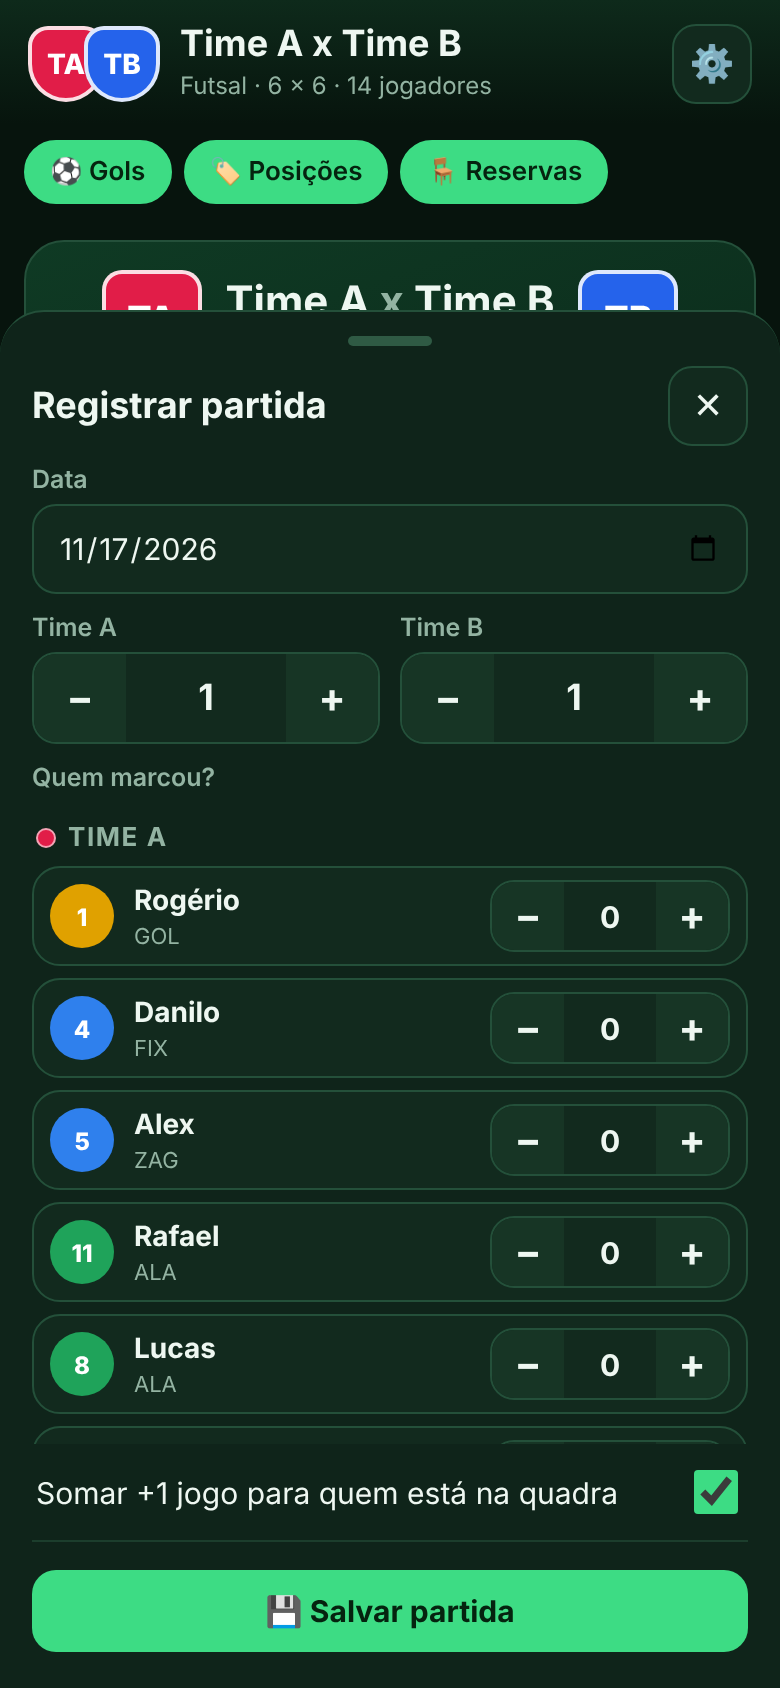 TA TB Time A x Time B
Futsal · 6 × 6 · 14 jogadores
Gols Posições Reservas
Time A x Time B
Registrar partida
Data
11/17/2026
Time A Time B
− 1 + − 1 +
Quem marcou?
TIME A
1 Rogério − 0 +
GOL
4 Danilo − 0 +
FIX
5 Alex − 0 +
ZAG
11 Rafael − 0 +
ALA
8 Lucas − 0 +
ALA
Somar +1 jogo para quem está na quadra
Salvar partida